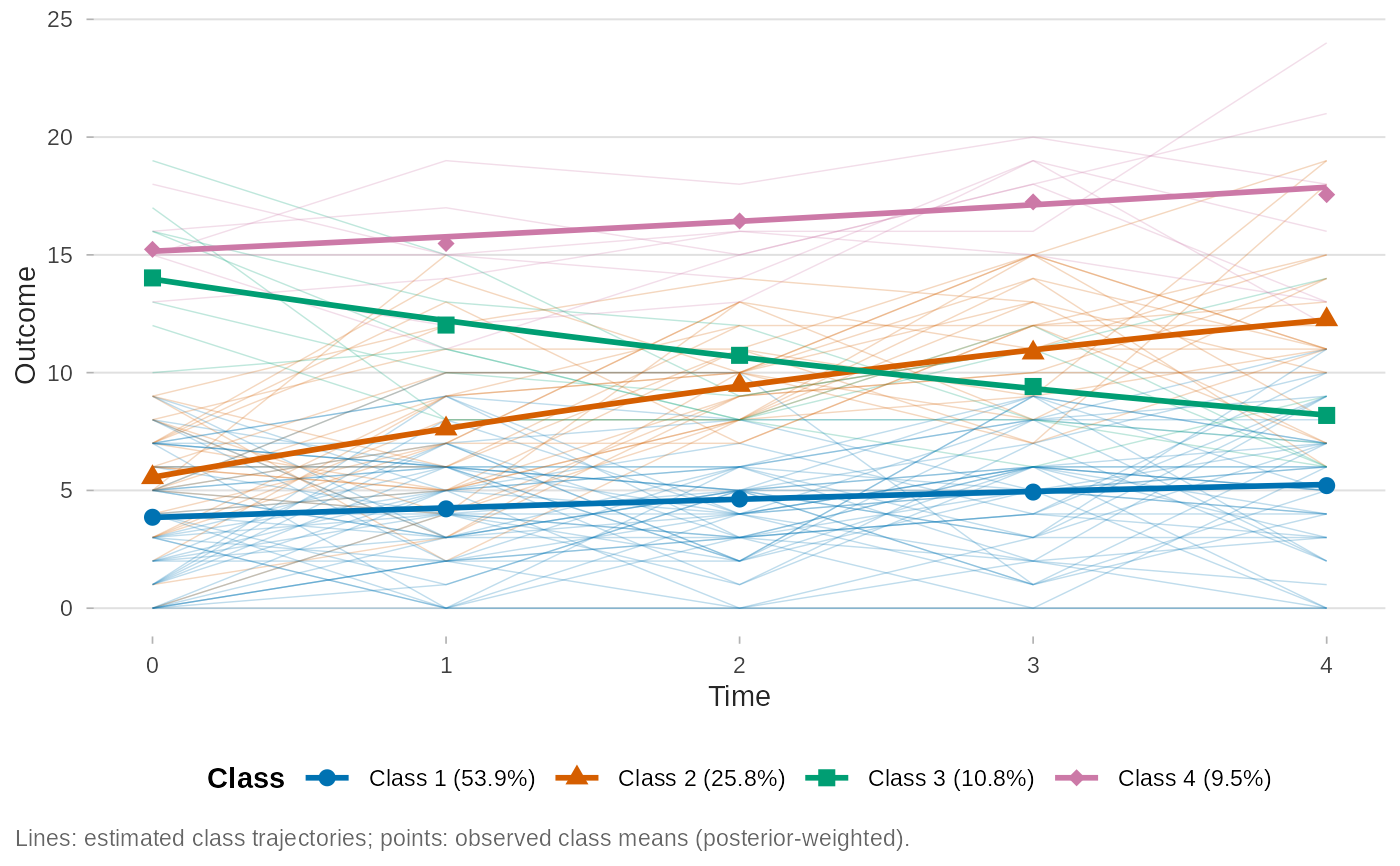 25
20
15
10
5
0
Outcome
0 1 2 3 4
Time
Class Class 1 (53.9%) Class 2 (25.8%) Class 3 (10.8%) Class 4 (9.5%)
Lines: estimated class trajectories; points: observed class means (posterior-weighted).